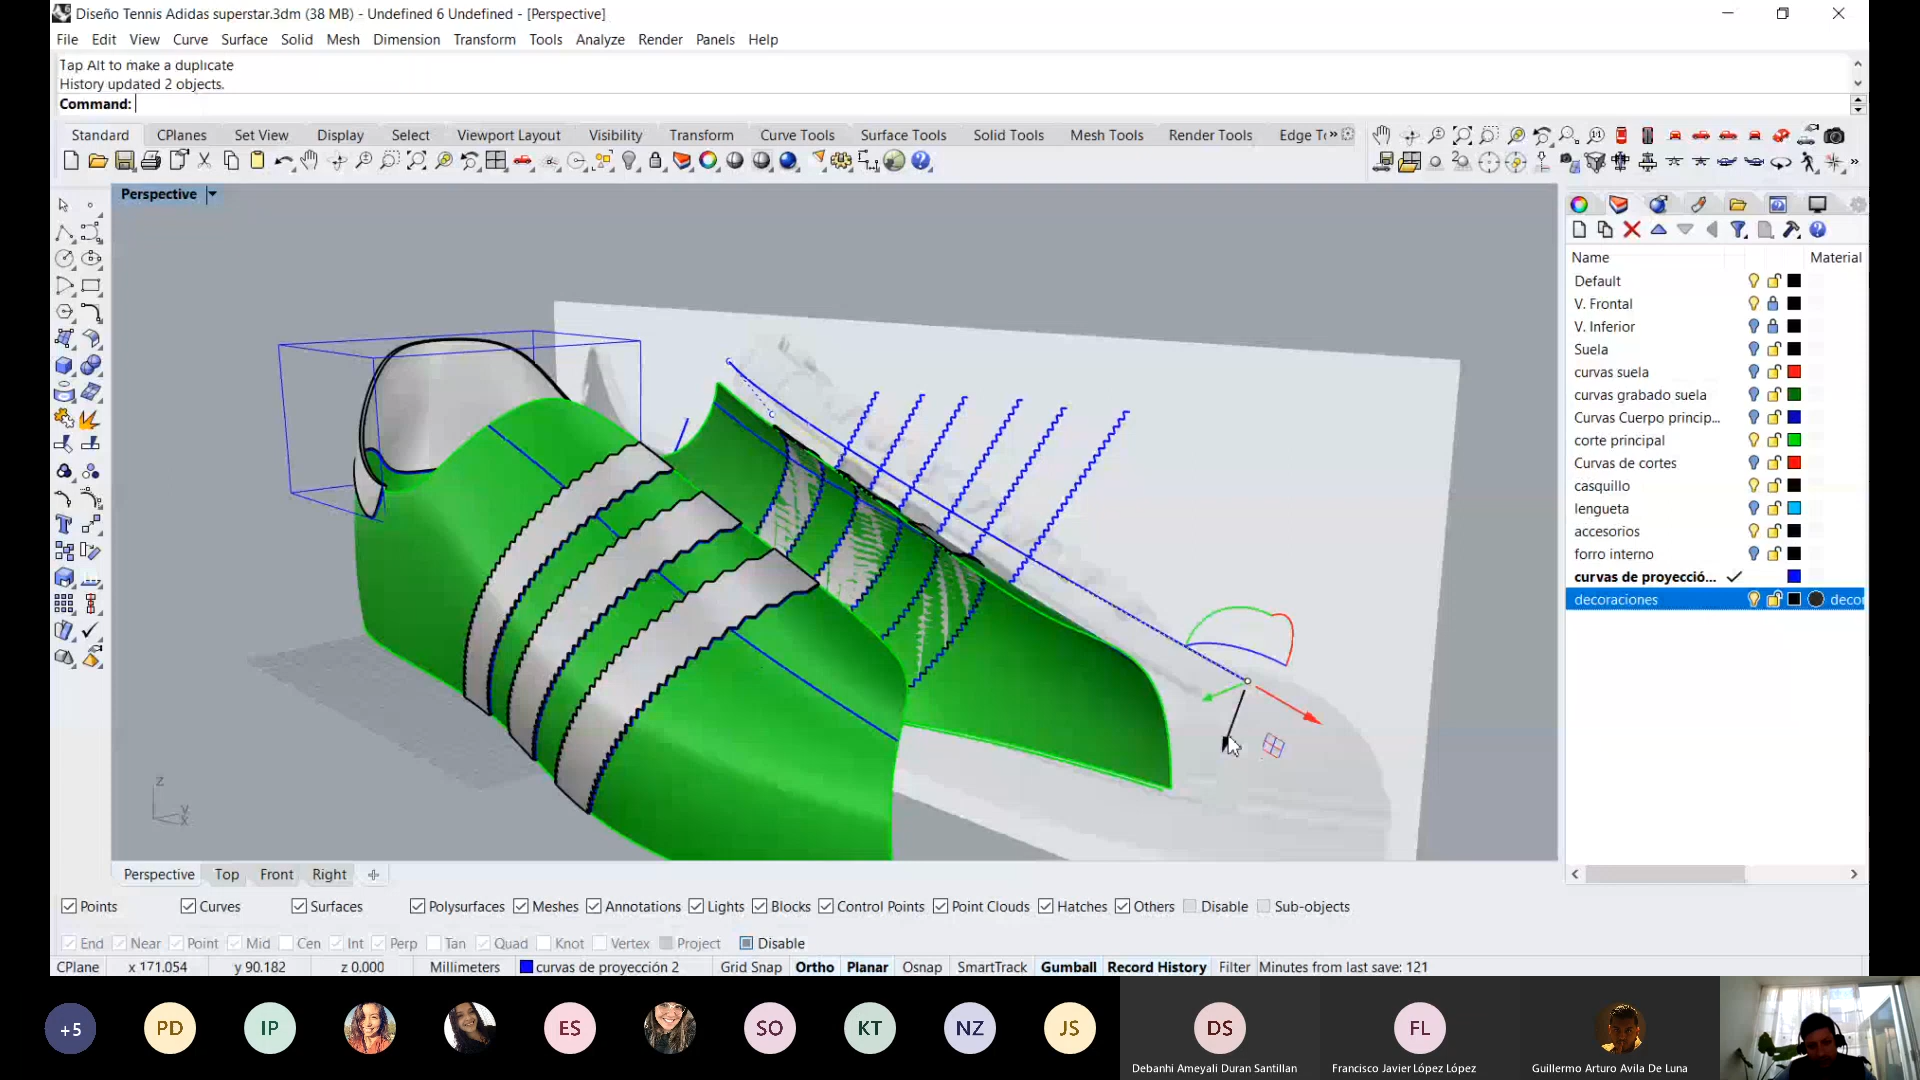 Diseño Tennis Adidas superstar.3dm (38 MB) - Undefined 6 Undefined - [Perspective]
File Edit View Curve Surface Solid Mesh Dimension Transform Tools Analyze Render Panels Help
Tap Alt to make a duplicate
History updated 2 objects.
Command:
Standard CPlanes Set View Display Select Viewport Layout Visibility Transform Curve Tools Surface Tools Solid Tools Mesh Tools Render Tools Edge To
Perspective
Name Material
Default
V. Frontal
V. Inferior
Suela
curvas suela
curvas grabado suela
Curvas Cuerpo princip...
corte principal
Curvas de cortes
casquillo
lengueta
accesorios
forro interno
curvas de proyecció...
decoraciones deco
z
y
x
Perspective Top Front Right
Points Curves Surfaces Polysurfaces Meshes Annotations Lights Blocks Control Points Point Clouds Hatches Others Disable Sub-objects
End Near Point Mid Cen Int Perp Tan Quad Knot Vertex Project Disable
CPlane x 171.054 y 90.182 z 0.000 Millimeters curvas de proyección 2 Grid Snap Ortho Planar Osnap SmartTrack Gumball Record History Filter Minutes from last save: 121
+5 PD IP ES SO KT NZ JS DS FL
Debanhi Ameyali Duran Santillan Francisco Javier López López Guillermo Arturo Avila De Luna